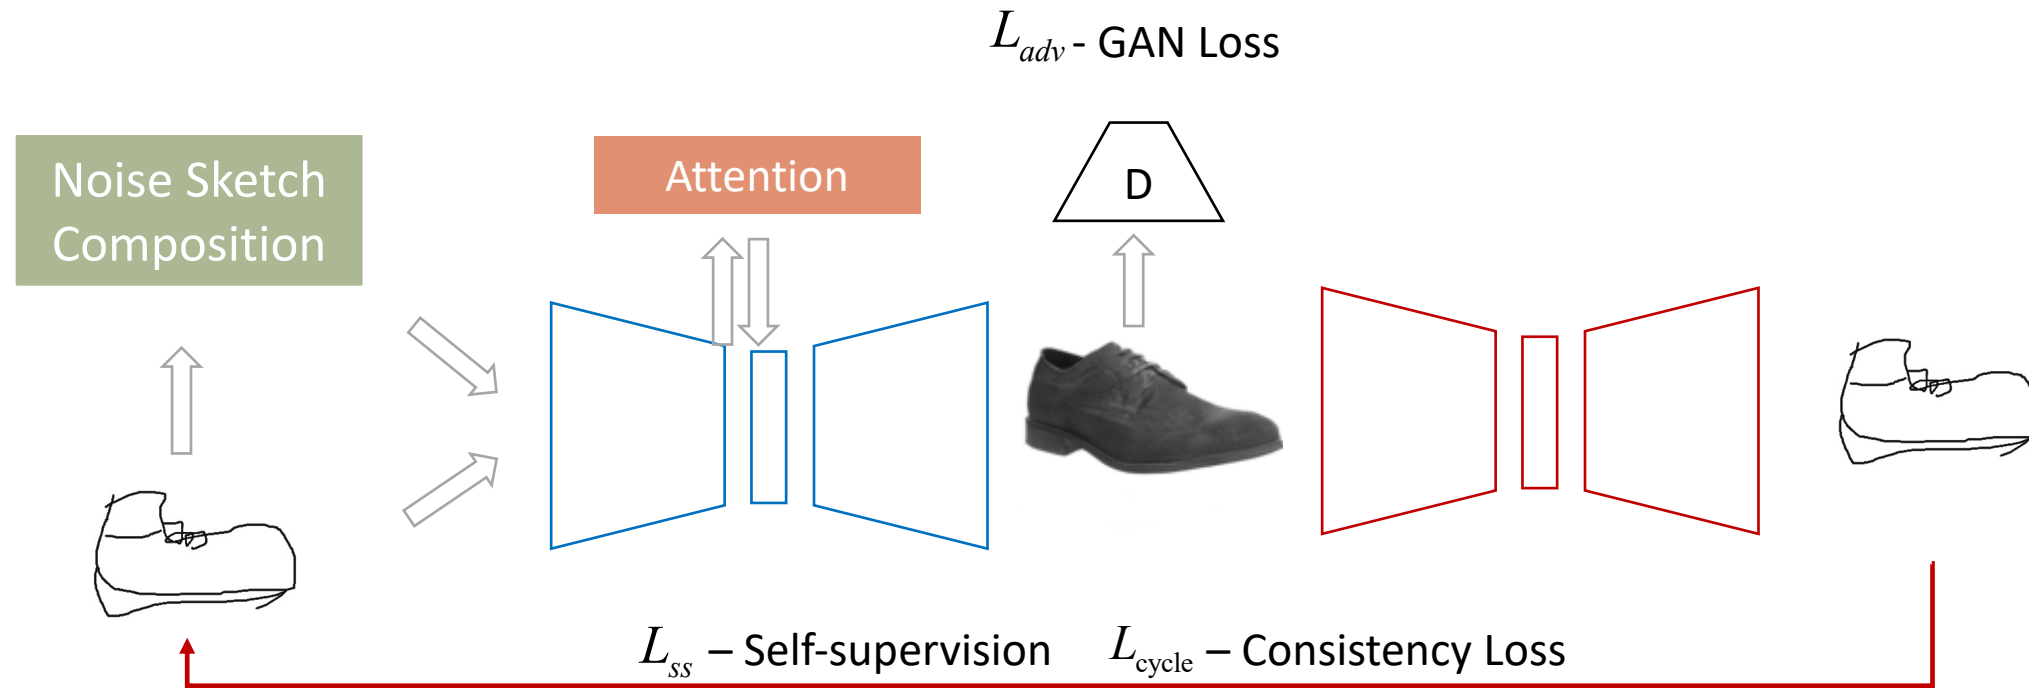 L_adv - GAN Loss
Noise Sketch
Composition
Attention
D
L_ss – Self-supervision
L_cycle – Consistency Loss